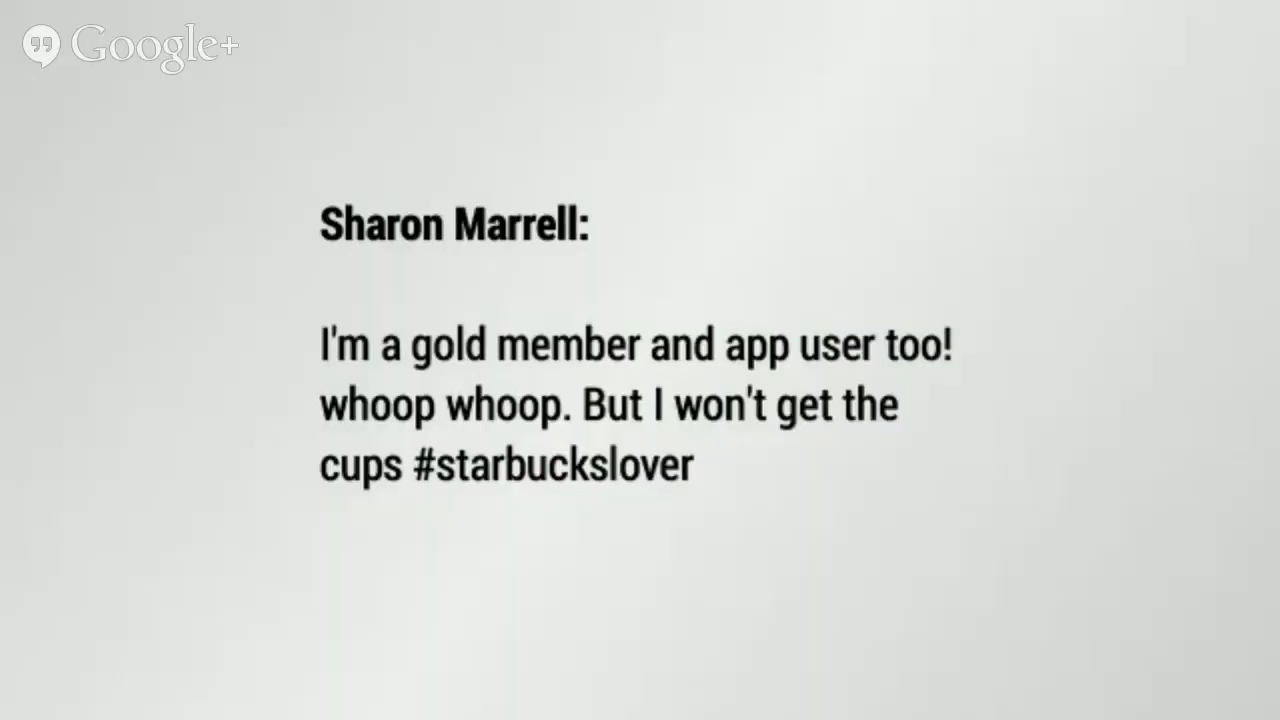 Google+
Sharon Marrell:
I'm a gold member and app user too!
whoop whoop. But I won't get the
cups #starbuckslover